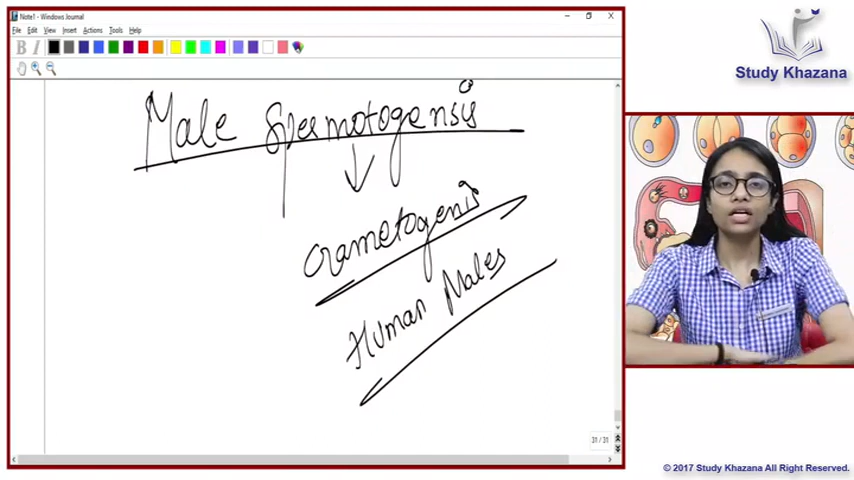 Note1 - Windows Journal
File Edit View Insert Actions Tools Help
B I
Study Khazana
Male Spermotogensis
Grametogenis
Human Males
31 / 31
© 2017 Study Khazana All Right Reserved.